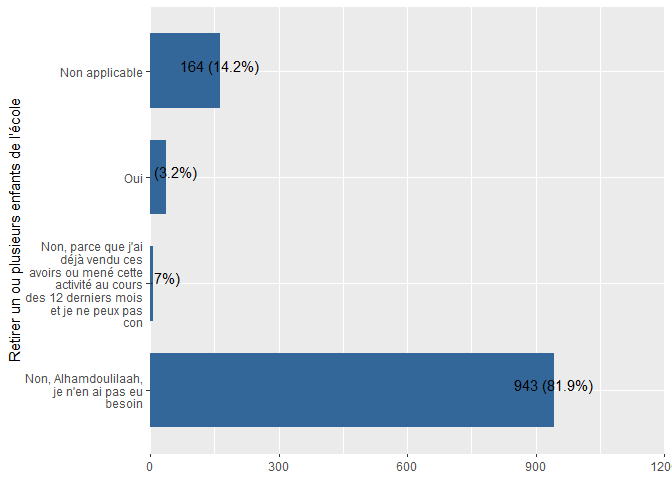 Retirer un ou plusieurs enfants de l'école
Non applicable
164 (14.2%)
Oui
(3.2%)
Non, parce que j'ai
déjà vendu ces
avoirs ou mené cette
activité au cours
des 12 derniers mois
et je ne peux pas
con
7%)
Non, Alhamdoulilaah,
je n'en ai pas eu
besoin
943 (81.9%)
0 300 600 900 120